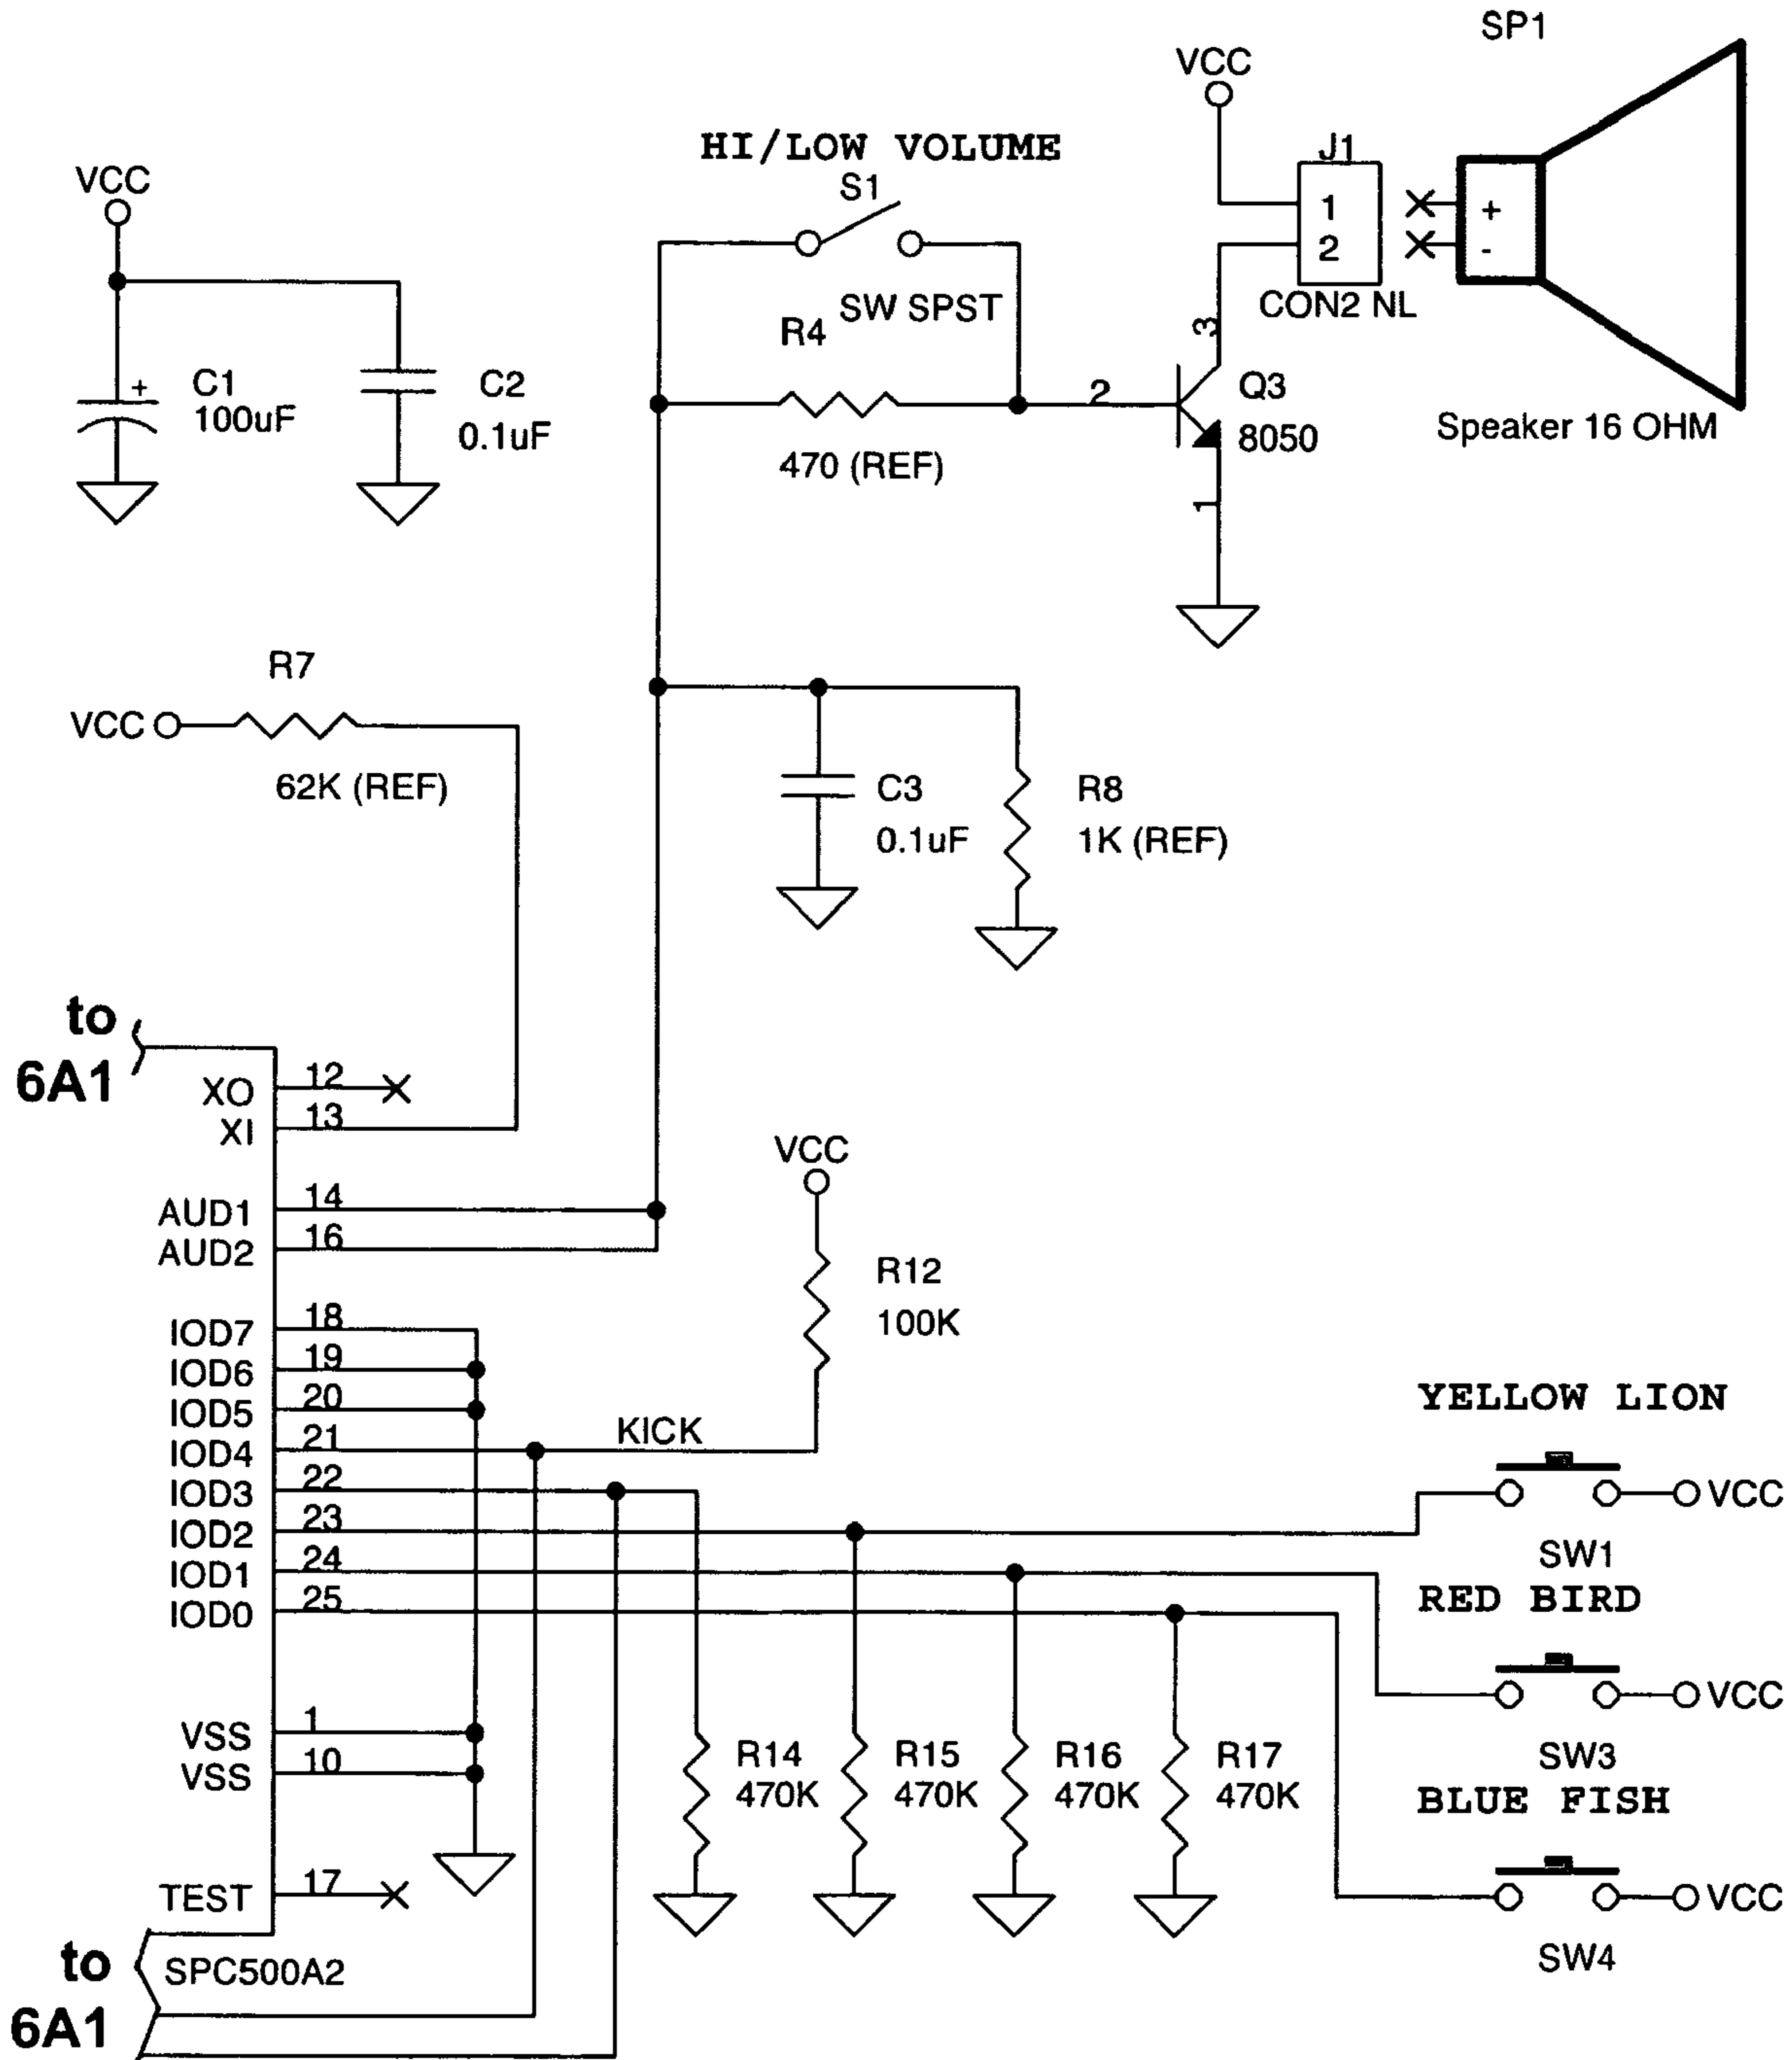 SP1
VCC
HI/LOW VOLUME
J1
S1
VCC
1
+
2
-
SW SPST
CON2 NL
R4
3
+
C1
100uF
C2
0.1uF
2
Q3
8050
Speaker 16 OHM
470 (REF)
1
R7
VCC
62K (REF)
C3
0.1uF
R8
1K (REF)
to
6A1
XO 12
XI 13
VCC
AUD1 14
AUD2 16
R12
100K
IOD7 18
IOD6 19
IOD5 20
IOD4 21 KICK
IOD3 22
IOD2 23
IOD1 24
IOD0 25
YELLOW LION
VCC
SW1
RED BIRD
VCC
SW3
BLUE FISH
VCC
SW4
VSS 1
VSS 10
R14
470K
R15
470K
R16
470K
R17
470K
TEST 17
to
6A1
SPC500A2